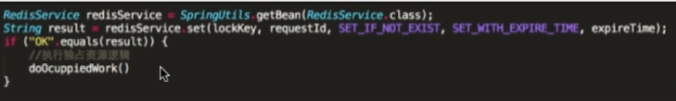 RedisService redisService = SpringUtils.getBean(RedisService.class);
String result = redisService.set(lockKey, requestId, SET_IF_NOT_EXIST, SET_WITH_EXPIRE_TIME, expireTime);
if ("OK".equals(result)) {
//执行独占资源逻辑
doOcuppiedWork()
}